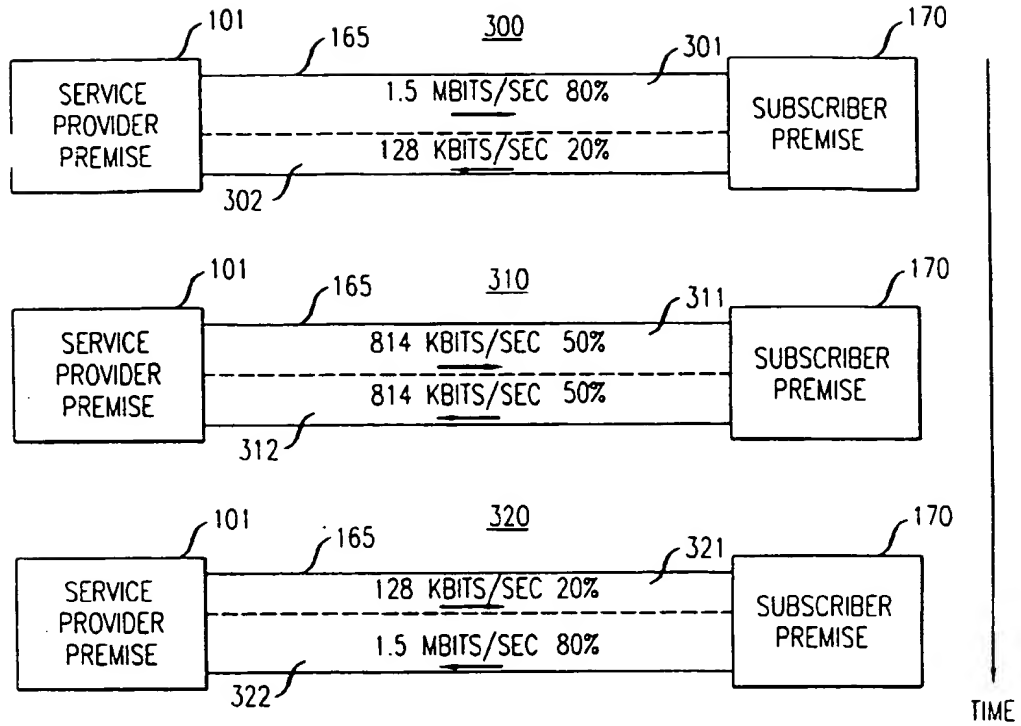 101
165
300
301
170
SERVICE
PROVIDER
PREMISE
1.5 MBITS/SEC 80%
128 KBITS/SEC 20%
SUBSCRIBER
PREMISE
302
101
165
310
311
170
SERVICE
PROVIDER
PREMISE
814 KBITS/SEC 50%
814 KBITS/SEC 50%
SUBSCRIBER
PREMISE
312
101
165
320
321
170
SERVICE
PROVIDER
PREMISE
128 KBITS/SEC 20%
1.5 MBITS/SEC 80%
SUBSCRIBER
PREMISE
322
TIME